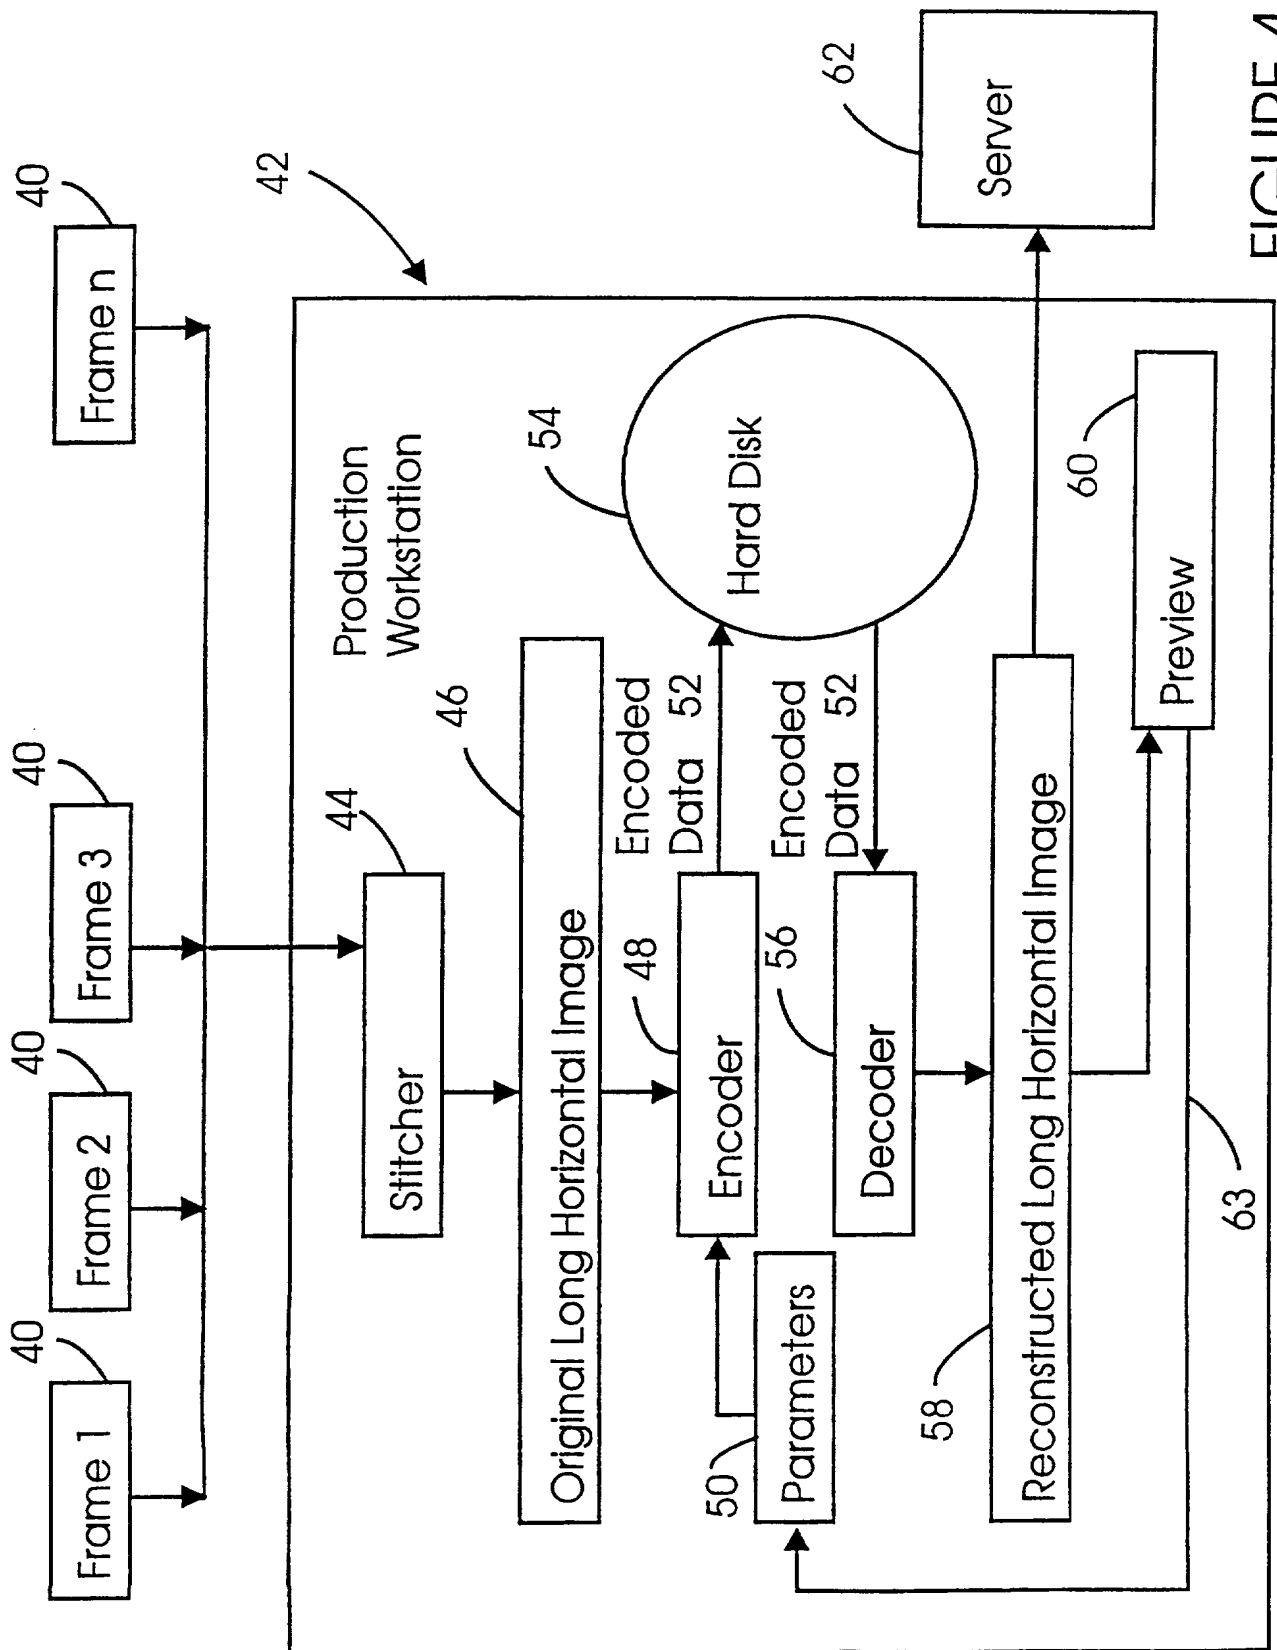 40
40
40
40
Frame 1
Frame 2
Frame 3
Frame n
42
Production
Workstation
44
Stitcher
46
Original Long Horizontal Image
54
62
Server
Encoded
Data 52
48
Encoder
Hard Disk
50
Parameters
Encoded
Data 52
56
Decoder
58
Reconstructed Long Horizontal Image
60
Preview
63
FIGURE 4